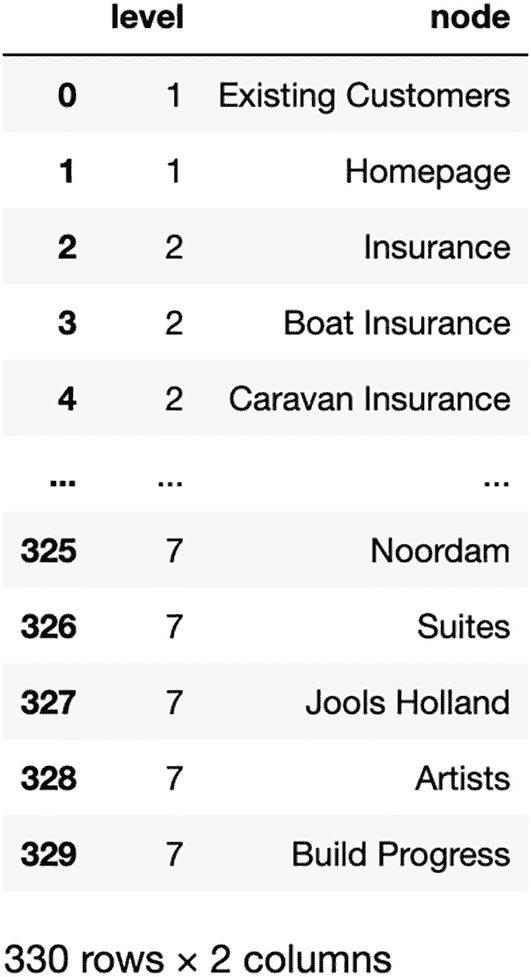 level node
0 1 Existing Customers
1 1 Homepage
2 2 Insurance
3 2 Boat Insurance
4 2 Caravan Insurance
... ... ...
325 7 Noordam
326 7 Suites
327 7 Jools Holland
328 7 Artists
329 7 Build Progress
330 rows × 2 columns